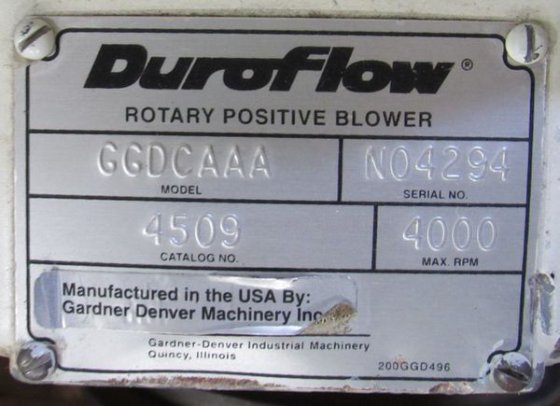 DuroFlow®
ROTARY POSITIVE BLOWER
GGDCAAA NO4294
MODEL SERIAL NO.
4509 4000
CATALOG NO. MAX. RPM
Manufactured in the USA By:
Gardner Denver Machinery Inc
Gardner-Denver Industrial Machinery
Quincy, Illinois
200GGD496